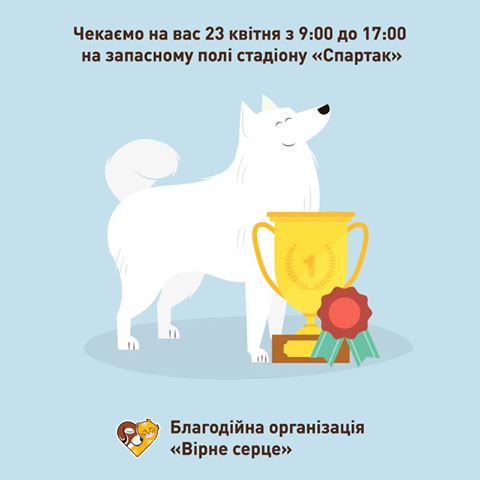 Чекаємо на вас 23 квітня з 9:00 до 17:00
на запасному полі стадіону «Спартак»
1
Благодійна організація
«Вірне серце»